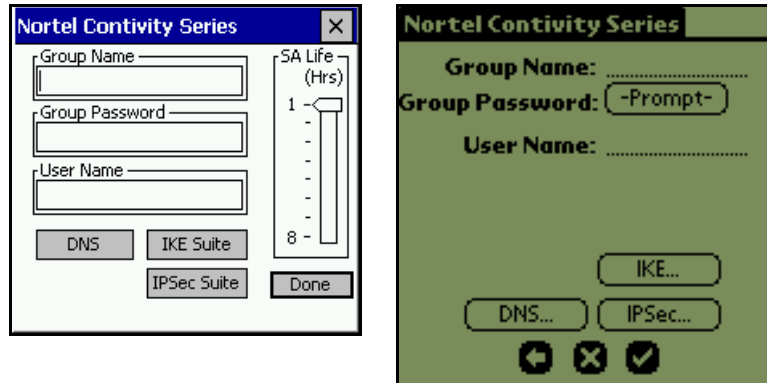 Nortel Contivity Series
Group Name
SA Life
(Hrs)
1
Group Password
User Name
8
DNS
IKE Suite
IPSec Suite
Done
Nortel Contivity Series
Group Name:
Group Password: -Prompt-
User Name:
IKE...
DNS...
IPSec...